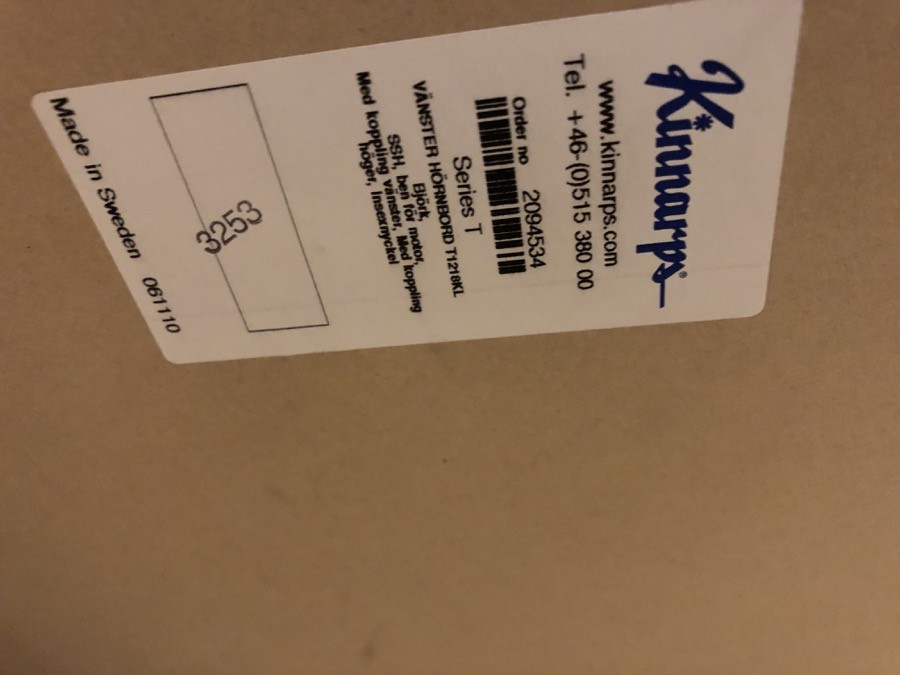 Kinnarps®
www.kinnarps.com
Tel. +46-(0)515 380 00
Order no 2094534
Series T
VÄNSTER HÖRNBORD T1218KL
Björk,
SSH, ben för motor,
Med koppling vänster, Med koppling
höger, Insexnyckel
3253
Made in Sweden 061110